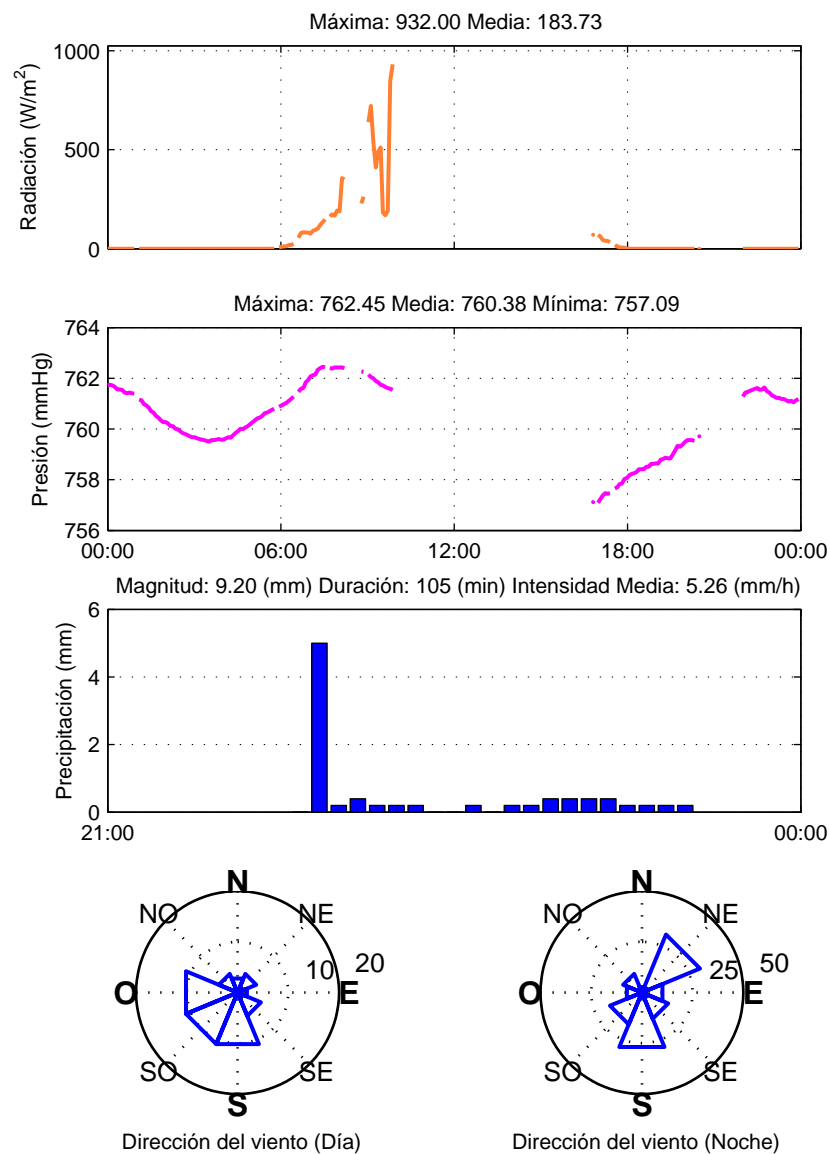 Máxima: 932.00 Media: 183.73
1000
500
0
Radiación (W/m²)
Máxima: 762.45 Media: 760.38 Mínima: 757.09
764
762
760
758
756
Presión (mmHg)
00:00 06:00 12:00 18:00 00:00
Magnitud: 9.20 (mm) Duración: 105 (min) Intensidad Media: 5.26 (mm/h)
6
4
2
0
Precipitación (mm)
21:00 00:00
N
NO NE
10 20
O E
SO SE
S
Dirección del viento (Día)
N
NO NE
25 50
O E
SO SE
S
Dirección del viento (Noche)